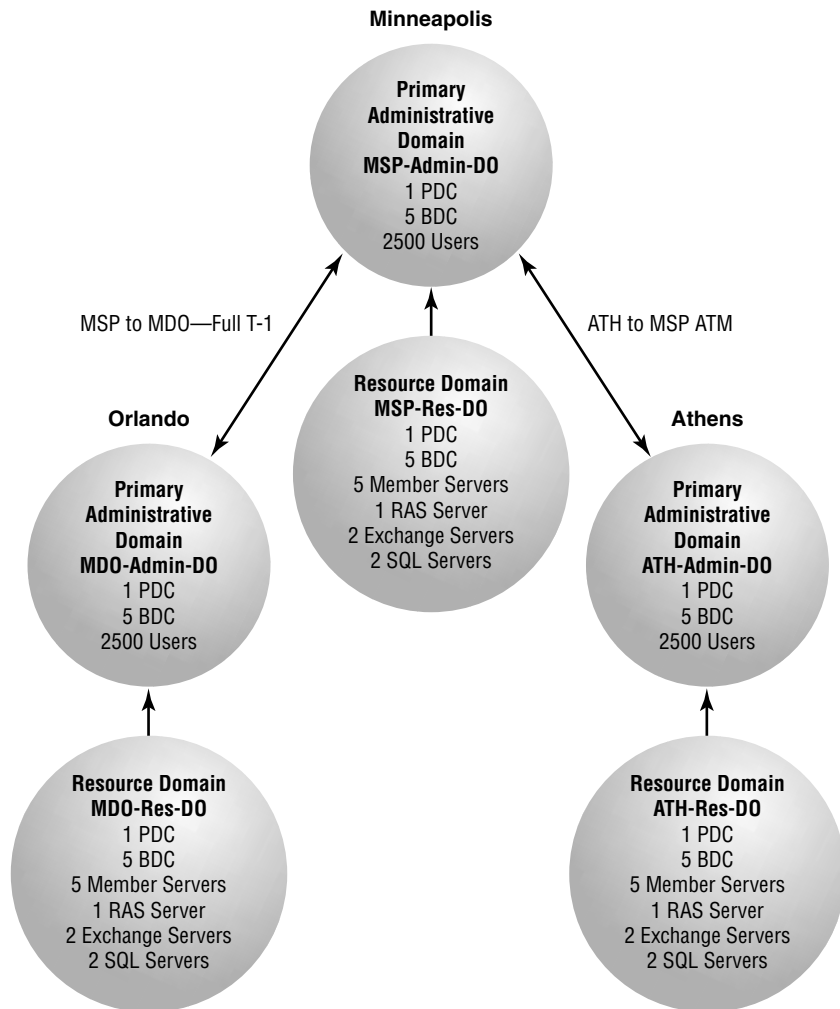 Minneapolis
Primary
Administrative
Domain
MSP-Admin-DO
1 PDC
5 BDC
2500 Users
MSP to MDO—Full T-1
ATH to MSP ATM
Resource Domain
MSP-Res-DO
1 PDC
5 BDC
5 Member Servers
1 RAS Server
2 Exchange Servers
2 SQL Servers
Orlando
Primary
Administrative
Domain
MDO-Admin-DO
1 PDC
5 BDC
2500 Users
Athens
Primary
Administrative
Domain
ATH-Admin-DO
1 PDC
5 BDC
2500 Users
Resource Domain
MDO-Res-DO
1 PDC
5 BDC
5 Member Servers
1 RAS Server
2 Exchange Servers
2 SQL Servers
Resource Domain
ATH-Res-DO
1 PDC
5 BDC
5 Member Servers
1 RAS Server
2 Exchange Servers
2 SQL Servers